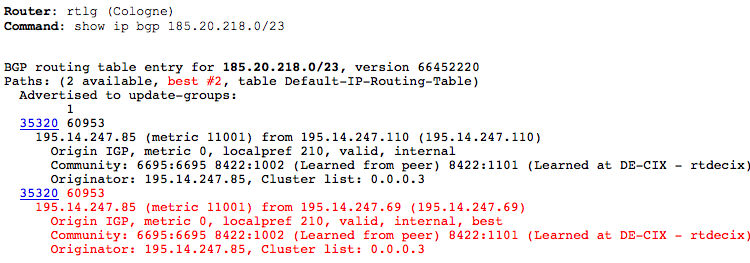 Router: rtlg (Cologne)
Command: show ip bgp 185.20.218.0/23
BGP routing table entry for 185.20.218.0/23, version 66452220
Paths: (2 available, best #2, table Default-IP-Routing-Table)
Advertised to update-groups:
1
35320 60953
195.14.247.85 (metric 11001) from 195.14.247.110 (195.14.247.110)
Origin IGP, metric 0, localpref 210, valid, internal
Community: 6695:6695 8422:1002 (Learned from peer) 8422:1101 (Learned at DE-CIX - rtdecix)
Originator: 195.14.247.85, Cluster list: 0.0.0.3
35320 60953
195.14.247.85 (metric 11001) from 195.14.247.69 (195.14.247.69)
Origin IGP, metric 0, localpref 210, valid, internal, best
Community: 6695:6695 8422:1002 (Learned from peer) 8422:1101 (Learned at DE-CIX - rtdecix)
Originator: 195.14.247.85, Cluster list: 0.0.0.3